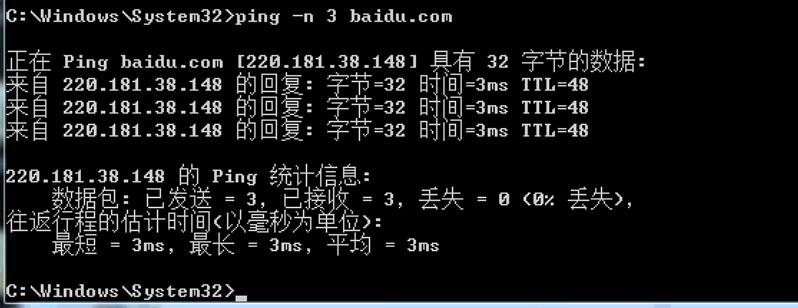 C:\Windows\System32>ping -n 3 baidu.com
正在 Ping baidu.com [220.181.38.148] 具有 32 字节的数据:
来自 220.181.38.148 的回复: 字节=32 时间=3ms TTL=48
来自 220.181.38.148 的回复: 字节=32 时间=3ms TTL=48
来自 220.181.38.148 的回复: 字节=32 时间=3ms TTL=48
220.181.38.148 的 Ping 统计信息:
数据包: 已发送 = 3, 已接收 = 3, 丢失 = 0 (0% 丢失),
往返行程的估计时间(以毫秒为单位):
最短 = 3ms, 最长 = 3ms, 平均 = 3ms
C:\Windows\System32>